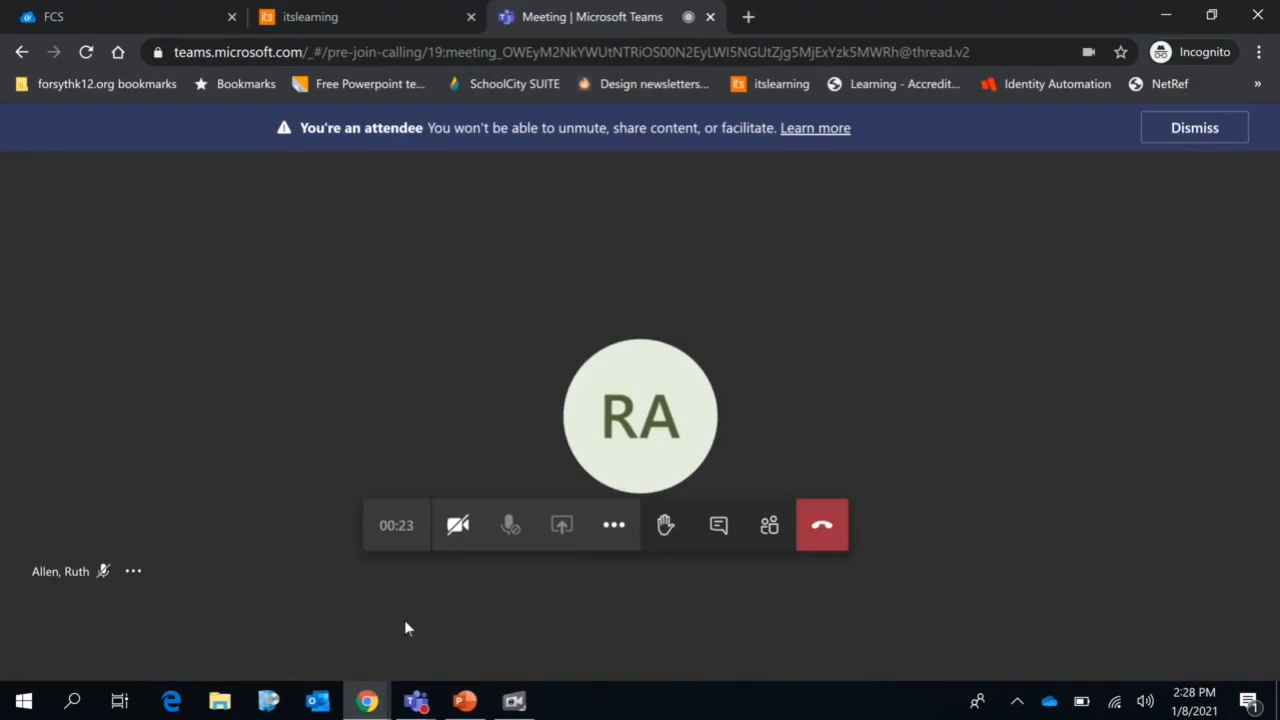 FCS
its itslearning
Meeting | Microsoft Teams
teams.microsoft.com/_#/pre-join-calling/19:meeting_OWEyM2NkYWUtNTRiOS00N2EyLWI5NGUtZjg5MjExYzk5MWRh@thread.v2
Incognito
forsythk12.org bookmarks
Bookmarks
Free Powerpoint te...
SchoolCity SUITE
Design newsletters...
its itslearning
Learning - Accredit...
Identity Automation
NetRef
»
You're an attendee You won't be able to unmute, share content, or facilitate. Learn more
Dismiss
RA
00:23
Allen, Ruth
2:28 PM
1/8/2021
1